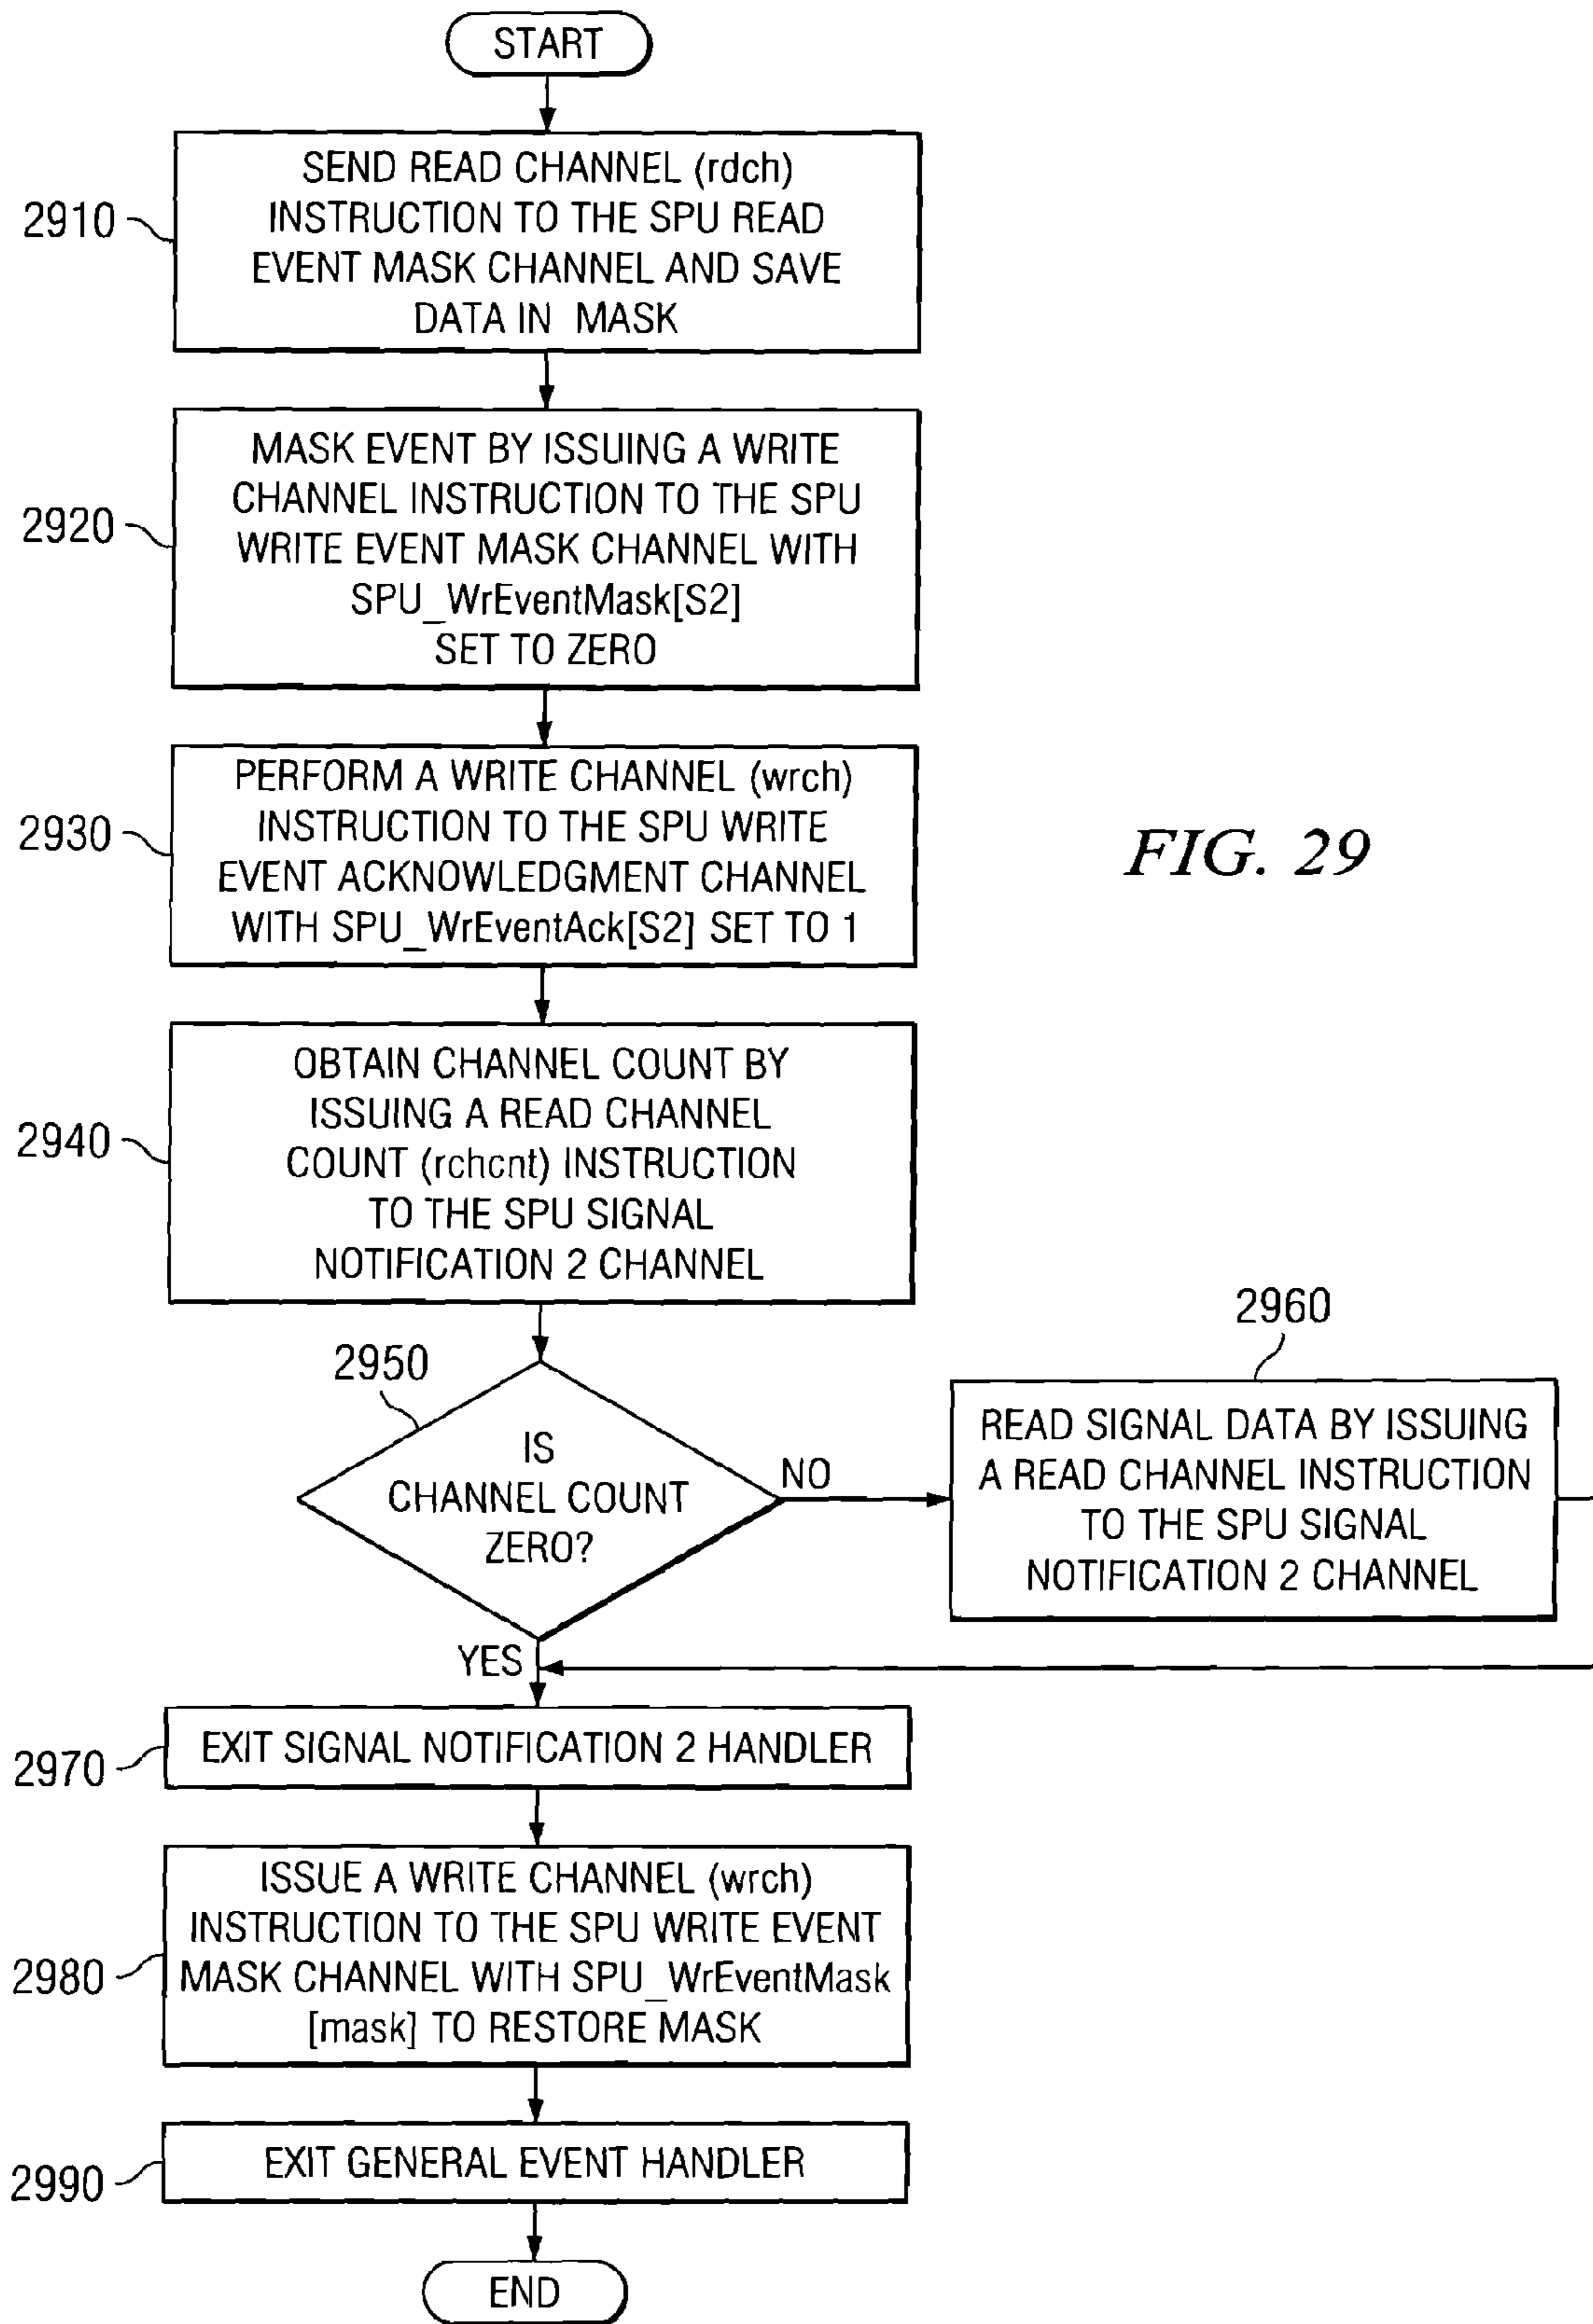 START
2910
SEND READ CHANNEL (rdch)
INSTRUCTION TO THE SPU READ
EVENT MASK CHANNEL AND SAVE
DATA IN MASK
2920
MASK EVENT BY ISSUING A WRITE
CHANNEL INSTRUCTION TO THE SPU
WRITE EVENT MASK CHANNEL WITH
SPU_WrEventMask[S2]
SET TO ZERO
2930
PERFORM A WRITE CHANNEL (wrch)
INSTRUCTION TO THE SPU WRITE
EVENT ACKNOWLEDGMENT CHANNEL
WITH SPU_WrEventAck[S2] SET TO 1
FIG. 29
2940
OBTAIN CHANNEL COUNT BY
ISSUING A READ CHANNEL
COUNT (rchcnt) INSTRUCTION
TO THE SPU SIGNAL
NOTIFICATION 2 CHANNEL
2950
IS
CHANNEL COUNT
ZERO?
NO
2960
READ SIGNAL DATA BY ISSUING
A READ CHANNEL INSTRUCTION
TO THE SPU SIGNAL
NOTIFICATION 2 CHANNEL
YES
2970
EXIT SIGNAL NOTIFICATION 2 HANDLER
2980
ISSUE A WRITE CHANNEL (wrch)
INSTRUCTION TO THE SPU WRITE EVENT
MASK CHANNEL WITH SPU_WrEventMask
[mask] TO RESTORE MASK
2990
EXIT GENERAL EVENT HANDLER
END